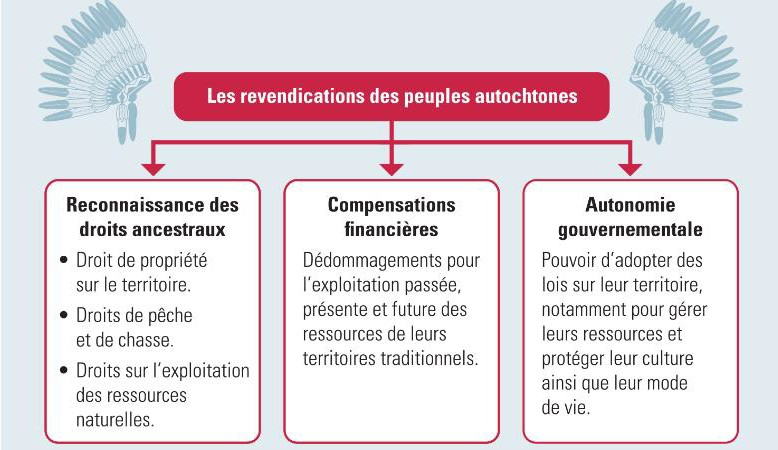 Les revendications des peuples autochtones
Reconnaissance des
droits ancestraux
• Droit de propriété
sur le territoire.
• Droits de pêche
et de chasse.
• Droits sur l’exploitation
des ressources
naturelles.
Compensations
financières
Dédommagements pour
l’exploitation passée,
présente et future des
ressources de leurs
territoires traditionnels.
Autonomie
gouvernementale
Pouvoir d’adopter des
lois sur leur territoire,
notamment pour gérer
leurs ressources et
protéger leur culture
ainsi que leur mode
de vie.